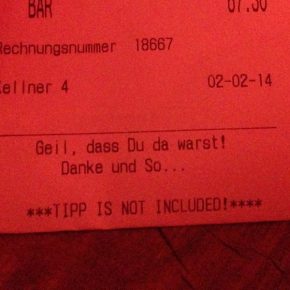 BAR 67.30
Rechnungsnummer 18667
Kellner 4 02-02-14
Geil, dass Du da warst!
Danke und So...
***TIPP IS NOT INCLUDED!****